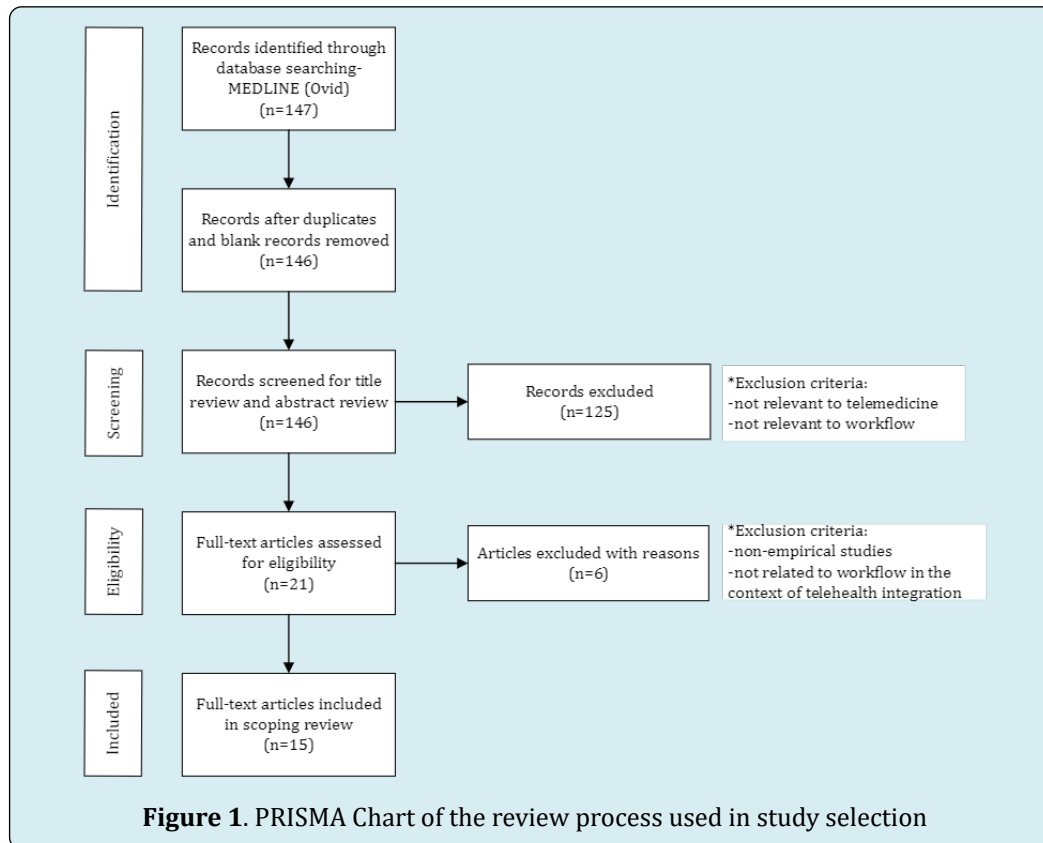 Identification
Records identified through
database searching-
MEDLINE (Ovid)
(n=147)
Records after duplicates
and blank records removed
(n=146)
Screening
Records screened for title
review and abstract review
(n=146)
Records excluded
(n=125)
*Exclusion criteria:
-not relevant to telemedicine
-not relevant to workflow
Eligibility
Full-text articles assessed
for eligibility
(n=21)
Articles excluded with reasons
(n=6)
*Exclusion criteria:
-non-empirical studies
-not related to workflow in the
context of telehealth integration
Included
Full-text articles included
in scoping review
(n=15)
Figure 1. PRISMA Chart of the review process used in study selection